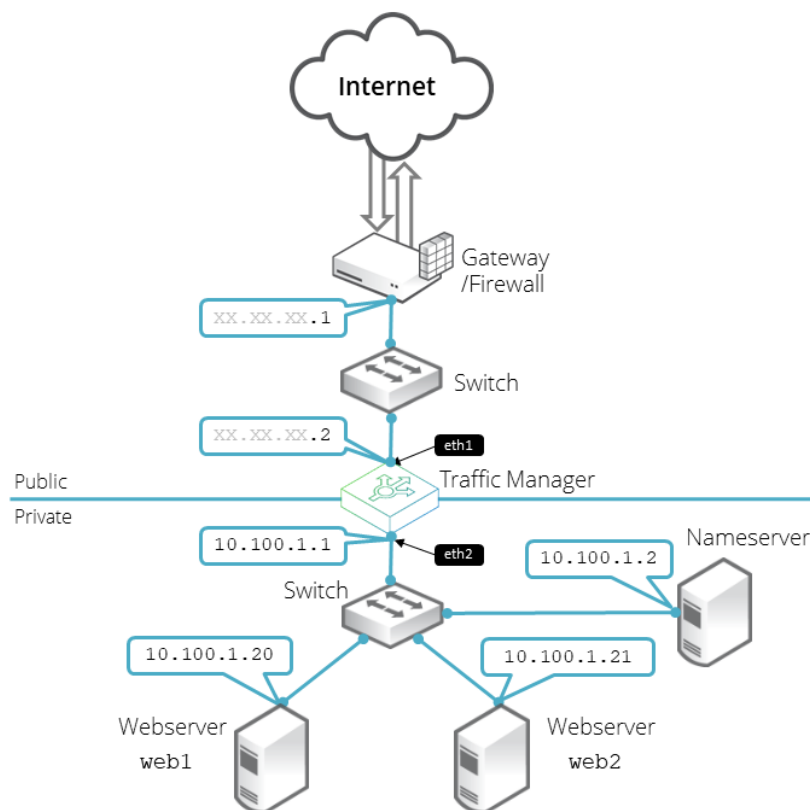 Internet
Gateway
/Firewall
xx.xx.xx.1
Switch
xx.xx.xx.2
eth1
Public
Traffic Manager
Private
10.100.1.1
eth2
Nameserver
10.100.1.2
Switch
10.100.1.20
10.100.1.21
Webserver
web1
Webserver
web2